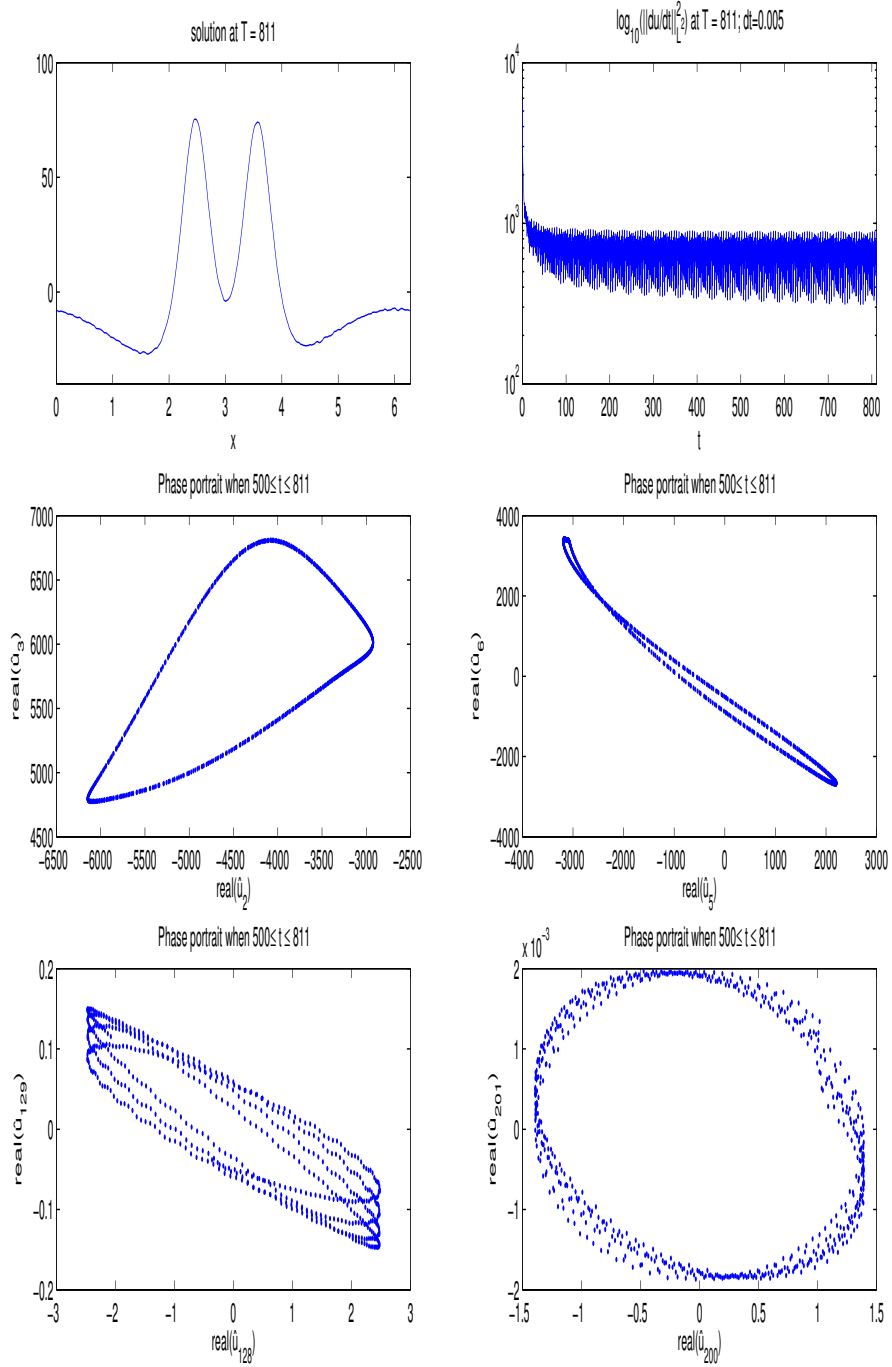 solution at T = 811
100
50
0
0 1 2 3 4 5 6
x
log10(||du/dt||²L²) at T = 811; dt=0.005
10⁴
10³
10²
0 100 200 300 400 500 600 700 800
t
Phase portrait when 500≤ t ≤ 811
7000
6500
6000
5500
5000
4500
real(û3)
−6500 −6000 −5500 −5000 −4500 −4000 −3500 −3000 −2500
real(û2)
Phase portrait when 500≤ t ≤ 811
4000
2000
0
−2000
−4000
real(û6)
−4000 −3000 −2000 −1000 0 1000 2000 3000
real(û5)
Phase portrait when 500≤ t ≤ 811
0.2
0.1
0
−0.1
−0.2
real(û129)
−3 −2 −1 0 1 2 3
real(û128)
Phase portrait when 500≤ t ≤ 811
x 10⁻³
2
1
0
−1
−2
real(û201)
−1.5 −1 −0.5 0 0.5 1 1.5
real(û200)